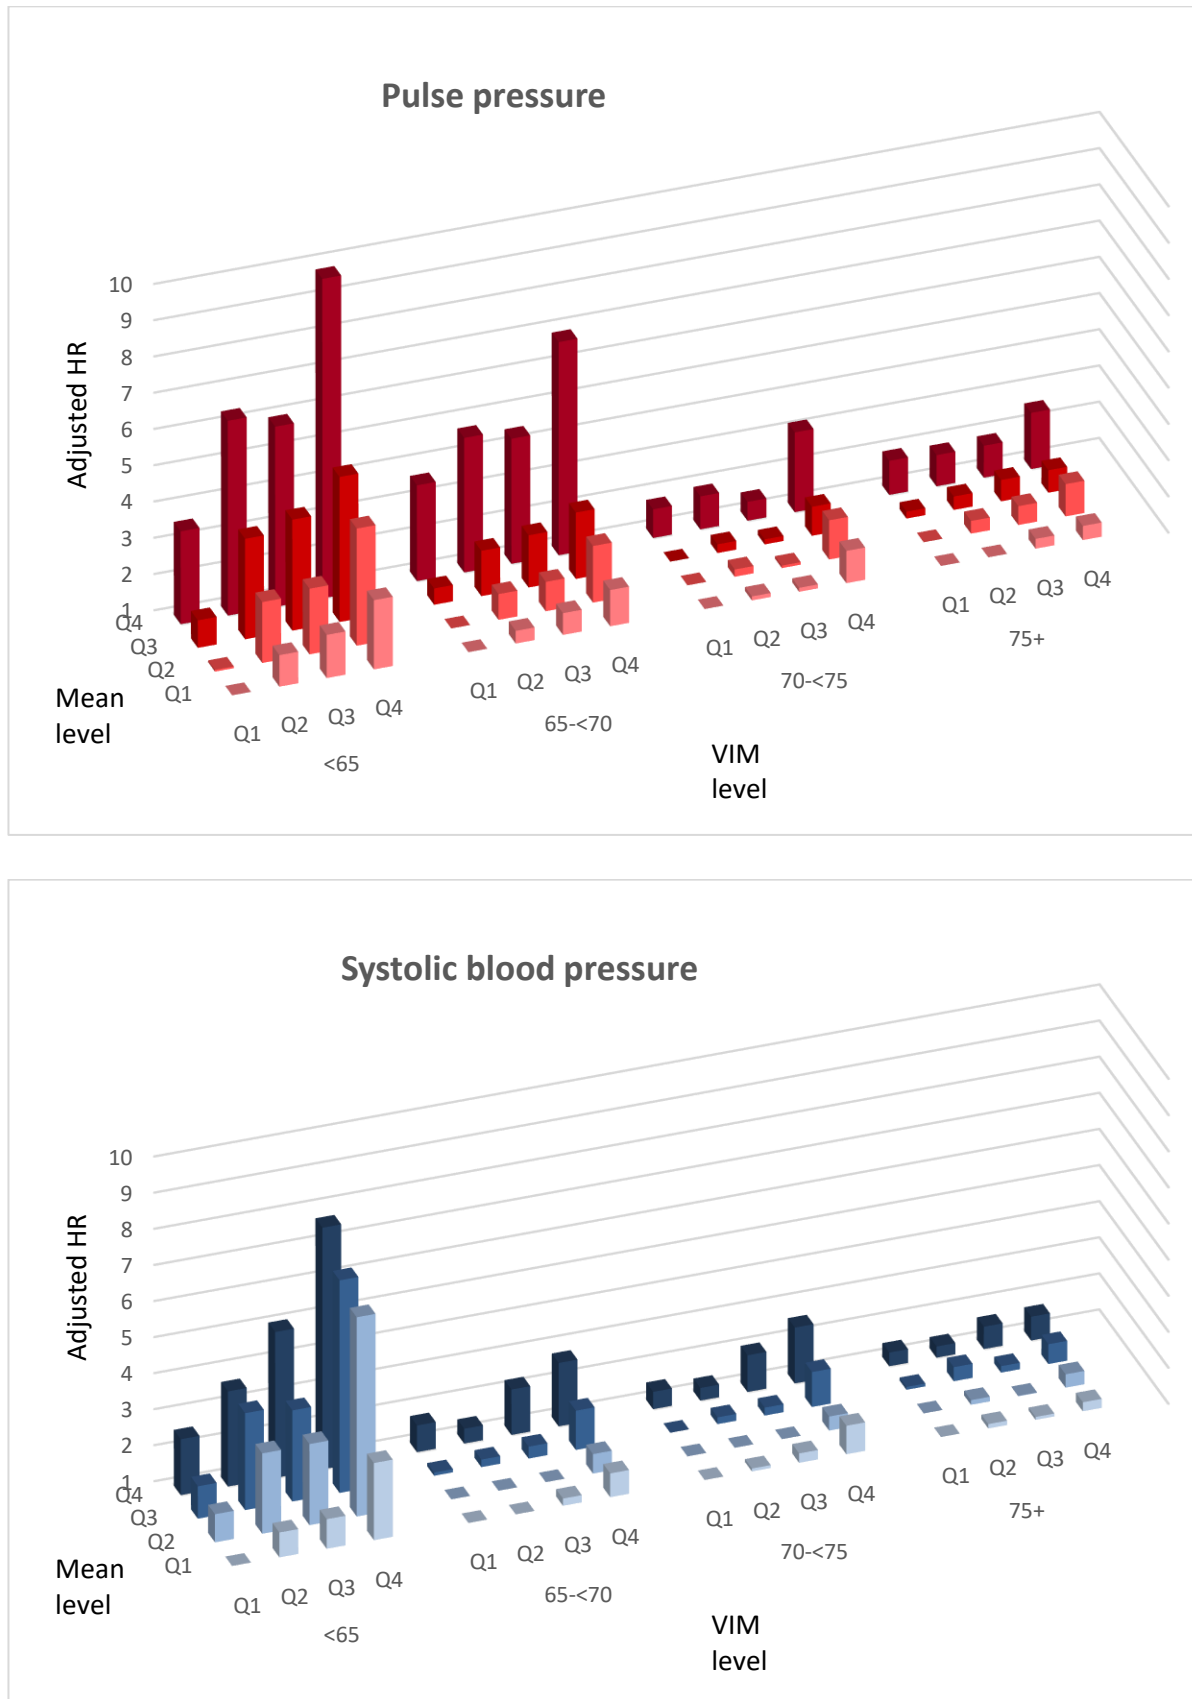 Pulse pressure
Adjusted HR
10
9
8
7
6
5
4
3
2
1
Q4
Q3
Q2
Q1
Mean
level
Q1 Q2 Q3 Q4
<65
Q1 Q2 Q3 Q4
65-<70
Q1 Q2 Q3 Q4
70-<75
Q1 Q2 Q3 Q4
75+
VIM
level
Systolic blood pressure
Adjusted HR
10
9
8
7
6
5
4
3
2
1
Q4
Q3
Q2
Q1
Mean
level
Q1 Q2 Q3 Q4
<65
Q1 Q2 Q3 Q4
65-<70
Q1 Q2 Q3 Q4
70-<75
Q1 Q2 Q3 Q4
75+
VIM
level